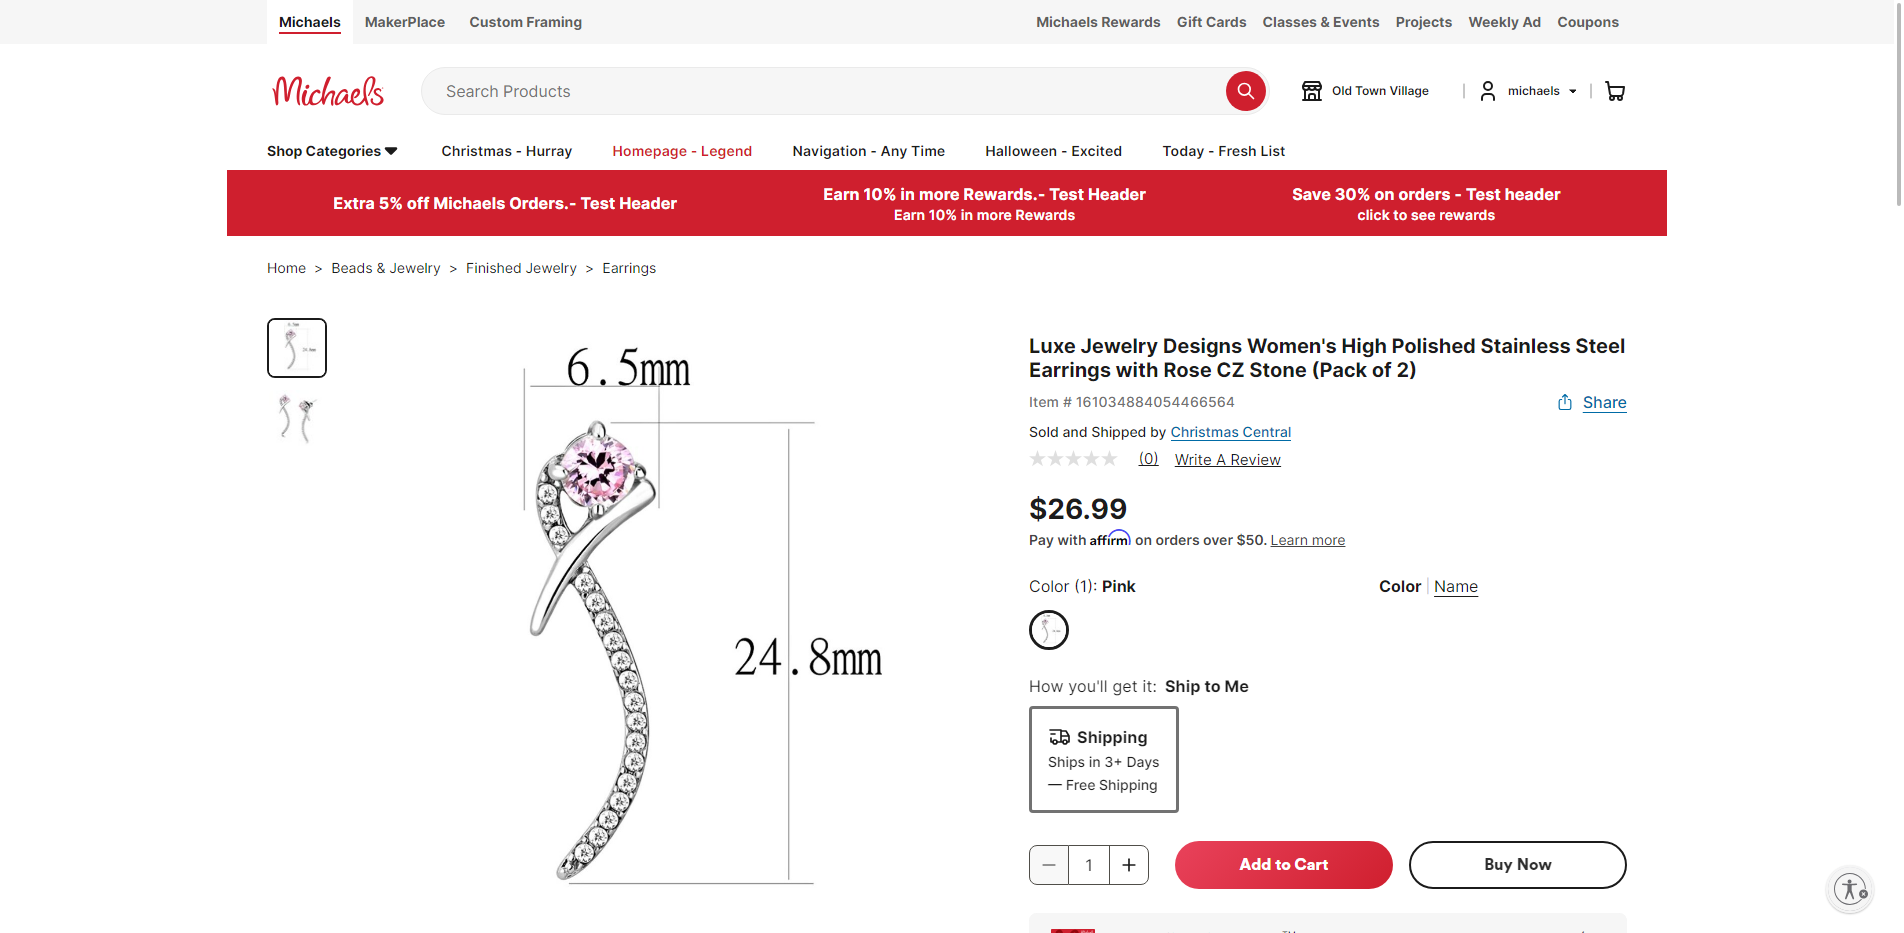 Michaels
MakerPlace
Custom Framing
Michaels Rewards
Gift Cards
Classes & Events
Projects
Weekly Ad
Coupons
Michaels
Search Products
Old Town Village
michaels
Shop Categories
Christmas - Hurray
Homepage - Legend
Navigation - Any Time
Halloween - Excited
Today - Fresh List
Extra 5% off Michaels Orders.- Test Header
Earn 10% in more Rewards.- Test Header
Earn 10% in more Rewards
Save 30% on orders - Test header
click to see rewards
Home > Beads & Jewelry > Finished Jewelry > Earrings
6.5mm
24.8mm
Luxe Jewelry Designs Women's High Polished Stainless Steel
Earrings with Rose CZ Stone (Pack of 2)
Item # 161034884054466564
Share
Sold and Shipped by Christmas Central
(0) Write A Review
$26.99
Pay with affirm on orders over $50. Learn more
Color (1): Pink
Color | Name
How you'll get it: Ship to Me
Shipping
Ships in 3+ Days
— Free Shipping
1
Add to Cart
Buy Now